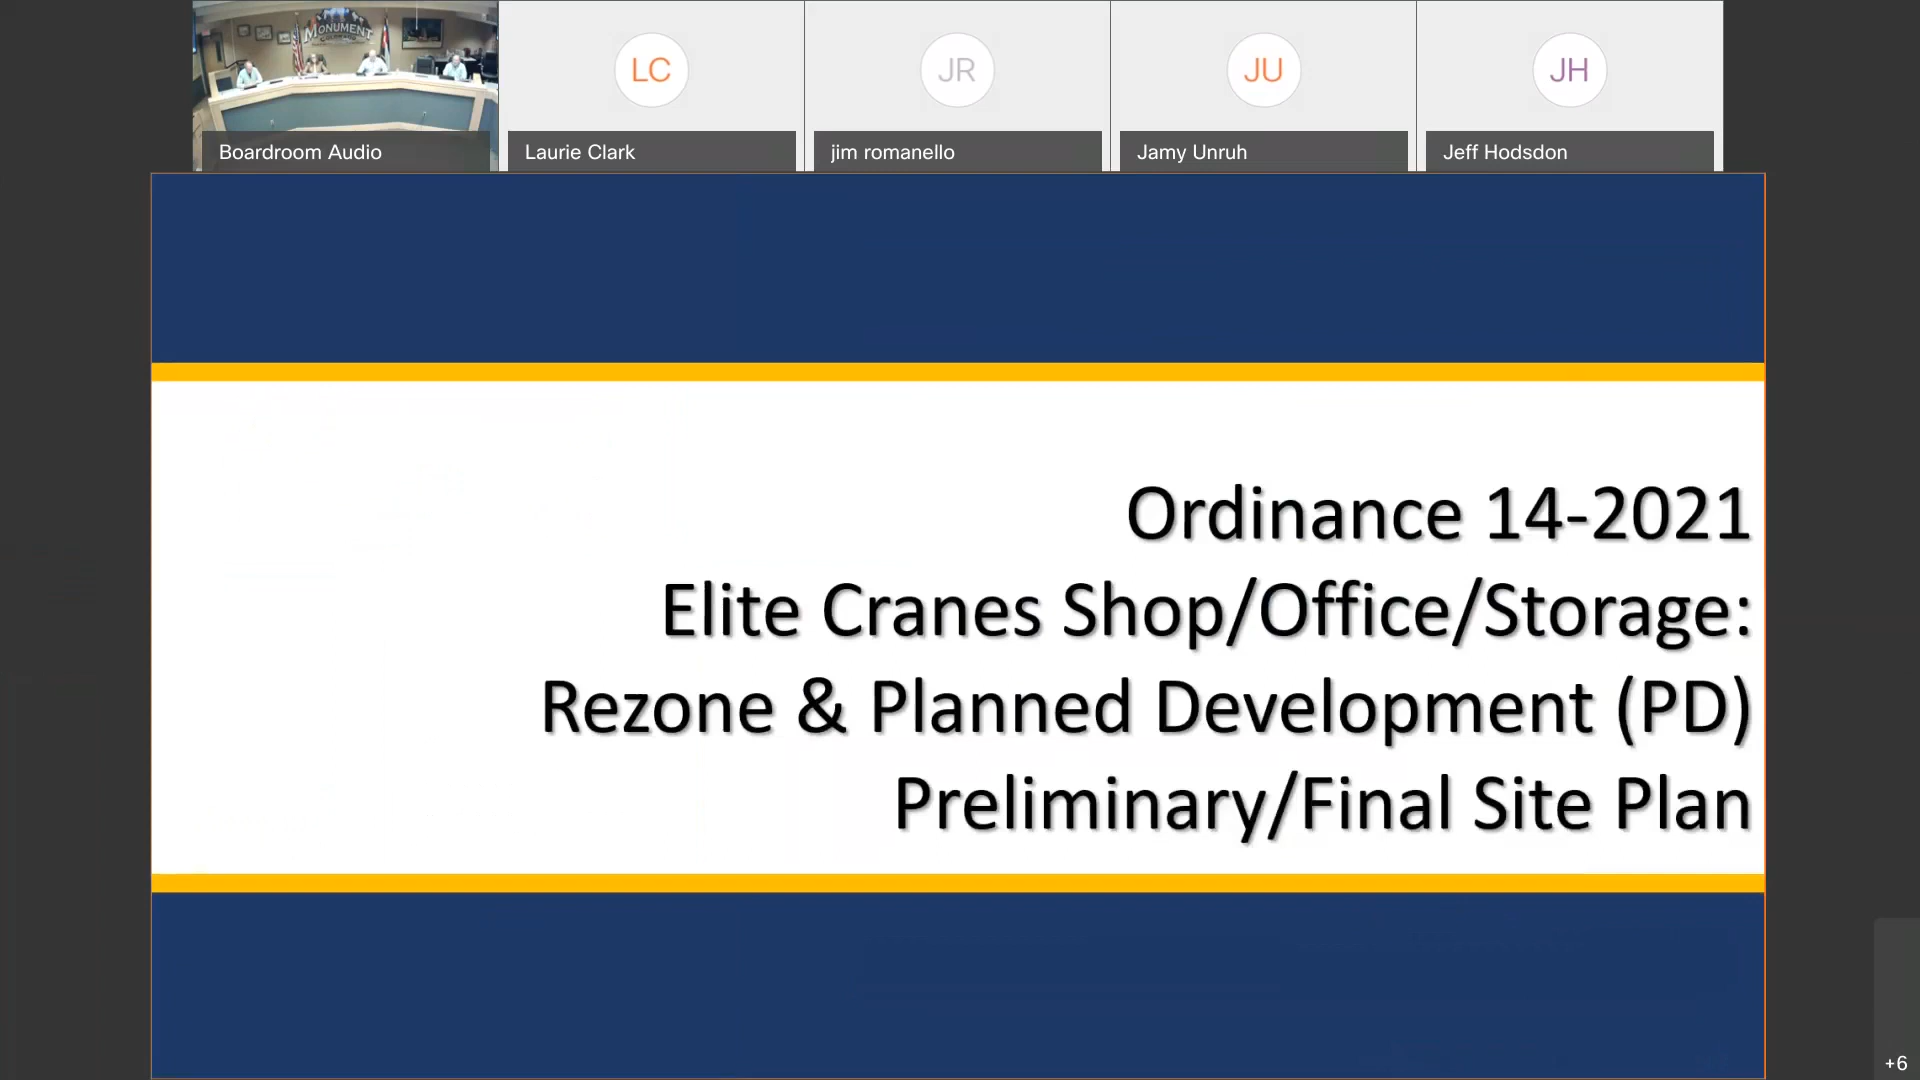 MONUMENT
LC
JR
JU
JH
Boardroom Audio
Laurie Clark
jim romanello
Jamy Unruh
Jeff Hodsdon
Ordinance 14-2021
Elite Cranes Shop/Office/Storage:
Rezone & Planned Development (PD)
Preliminary/Final Site Plan
+6